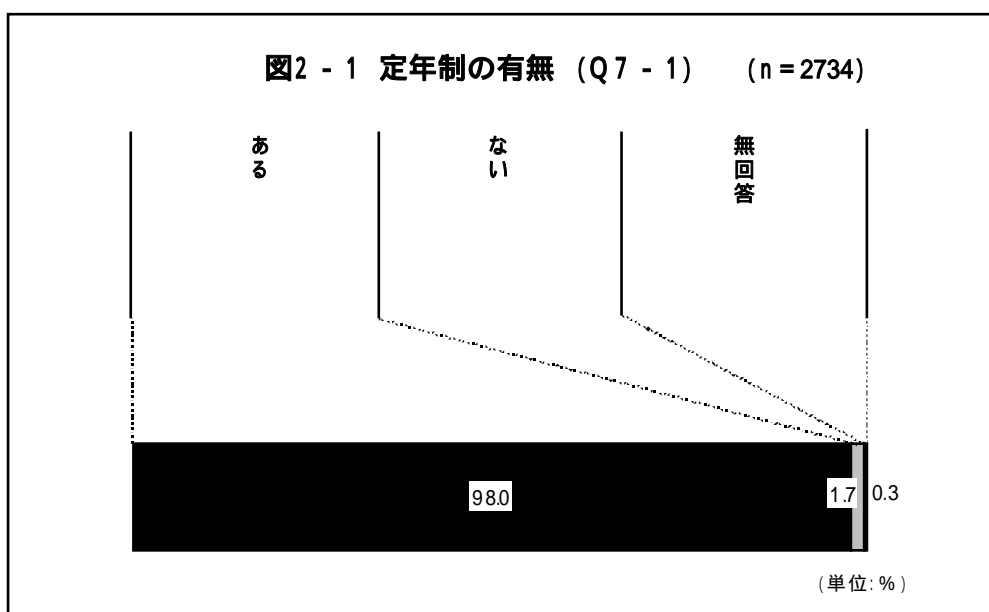 図2 - 1 定年制の有無 (Q7 - 1) (n=2734)
ある
ない
無回答
98.0
1.7
0.3
(単位:%)